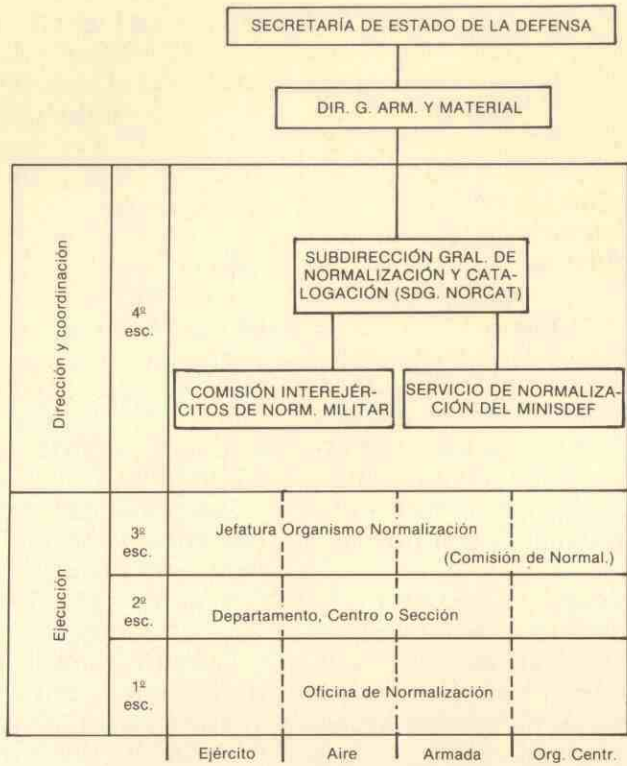 SECRETARÍA DE ESTADO DE LA DEFENSA
DIR. G. ARM. Y MATERIAL
Dirección y coordinación
4º
esc.
SUBDIRECCIÓN GRAL. DE
NORMALIZACIÓN Y CATA-
LOGACIÓN (SDG. NORCAT)
COMISIÓN INTEREJÉR-
CITOS DE NORM. MILITAR
SERVICIO DE NORMALIZA-
CIÓN DEL MINISDEF
Ejecución
3º
esc.
Jefatura Organismo Normalización
(Comisión de Normal.)
2º
esc.
Departamento, Centro o Sección
1º
esc.
Oficina de Normalización
Ejército
Aire
Armada
Org. Centr.